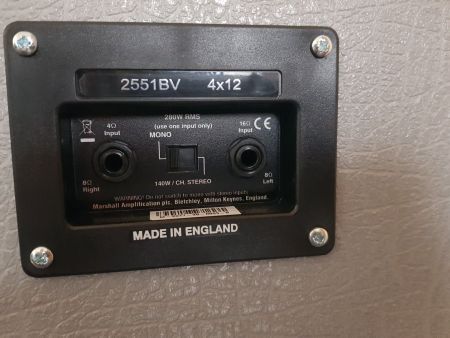 2551BV 4x12
280W RMS
(use one input only)
4Ω
Input
MONO
16Ω
Input
CE
8Ω
Right
140W / CH. STEREO
8Ω
Left
WARNING! Do not switch to mono with stereo inputs
Marshall Amplification plc. Bletchley, Milton Keynes, England.
MADE IN ENGLAND